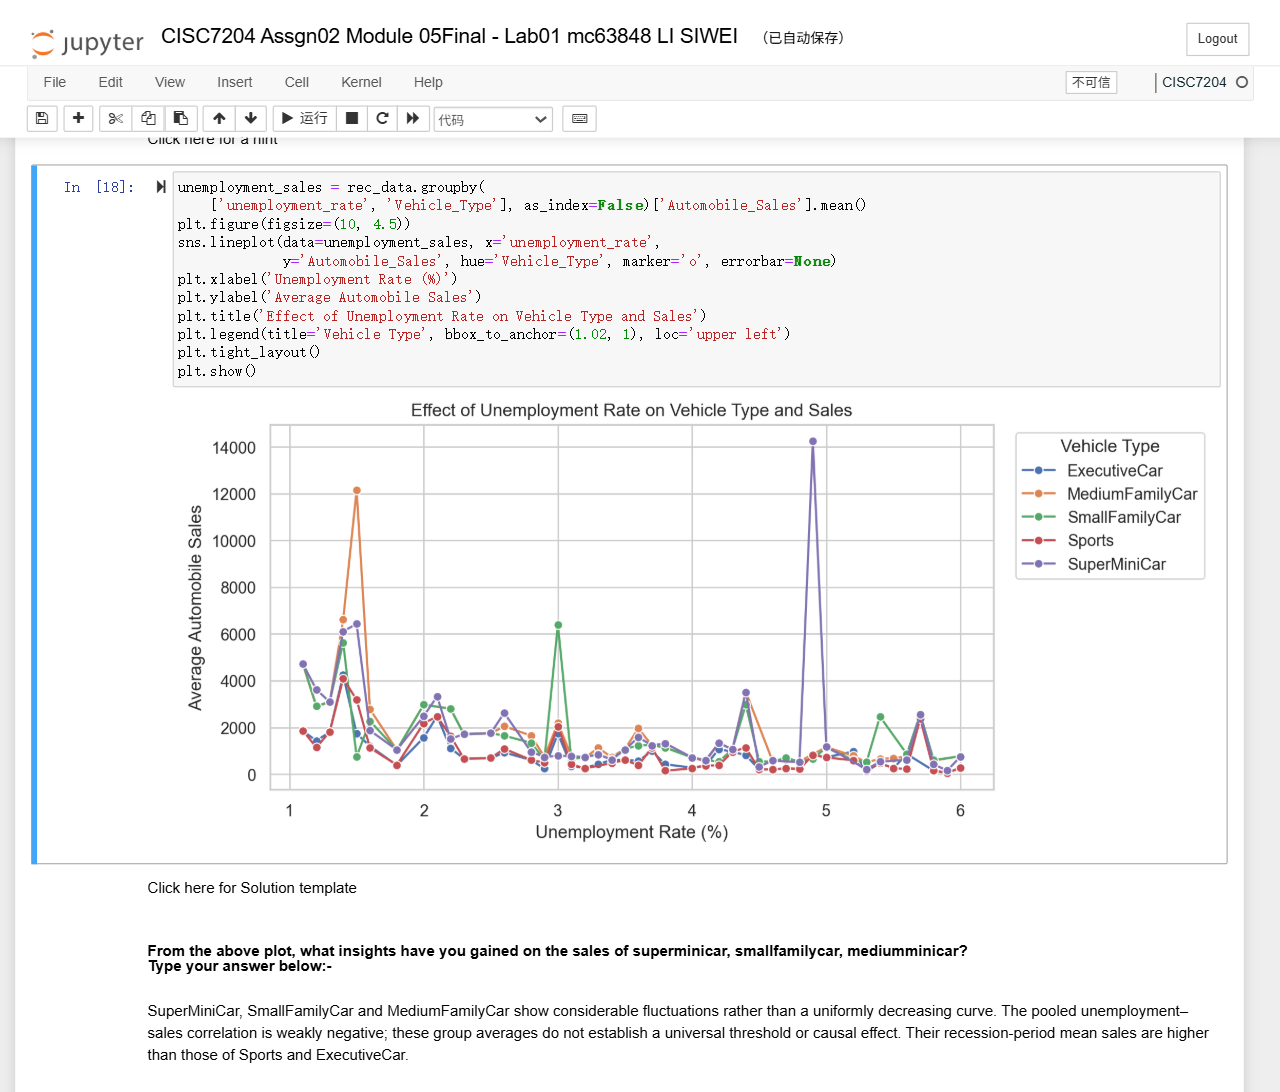 jupyter CISC7204 Assgn02 Module 05Final - Lab01 mc63848 LI SIWEI （已自动保存） Logout
File Edit View Insert Cell Kernel Help 不可信 CISC7204
运行 代码
Click here for a hint
In [18]:
unemployment_sales = rec_data.groupby(
    ['unemployment_rate', 'Vehicle_Type'], as_index=False)['Automobile_Sales'].mean()
plt.figure(figsize=(10, 4.5))
sns.lineplot(data=unemployment_sales, x='unemployment_rate',
             y='Automobile_Sales', hue='Vehicle_Type', marker='o', errorbar=None)
plt.xlabel('Unemployment Rate (%)')
plt.ylabel('Average Automobile Sales')
plt.title('Effect of Unemployment Rate on Vehicle Type and Sales')
plt.legend(title='Vehicle Type', bbox_to_anchor=(1.02, 1), loc='upper left')
plt.tight_layout()
plt.show()
Effect of Unemployment Rate on Vehicle Type and Sales
Average Automobile Sales
14000
12000
10000
8000
6000
4000
2000
0
1 2 3 4 5 6
Unemployment Rate (%)
Vehicle Type
ExecutiveCar
MediumFamilyCar
SmallFamilyCar
Sports
SuperMiniCar
Click here for Solution template
From the above plot, what insights have you gained on the sales of superminicar, smallfamilycar, mediumminicar?
Type your answer below:-
SuperMiniCar, SmallFamilyCar and MediumFamilyCar show considerable fluctuations rather than a uniformly decreasing curve. The pooled unemployment–
sales correlation is weakly negative; these group averages do not establish a universal threshold or causal effect. Their recession-period mean sales are higher
than those of Sports and ExecutiveCar.